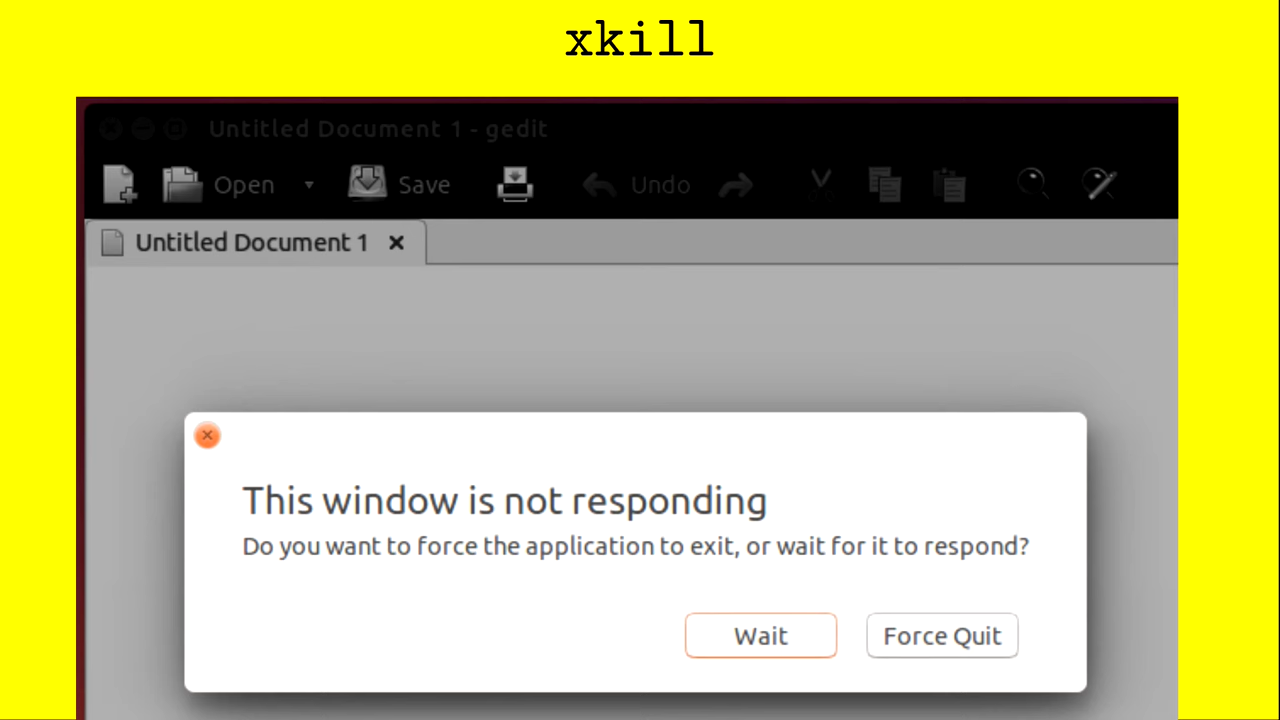 xkill
Untitled Document 1 - gedit
Open Save Undo
Untitled Document 1
This window is not responding
Do you want to force the application to exit, or wait for it to respond?
Wait Force Quit